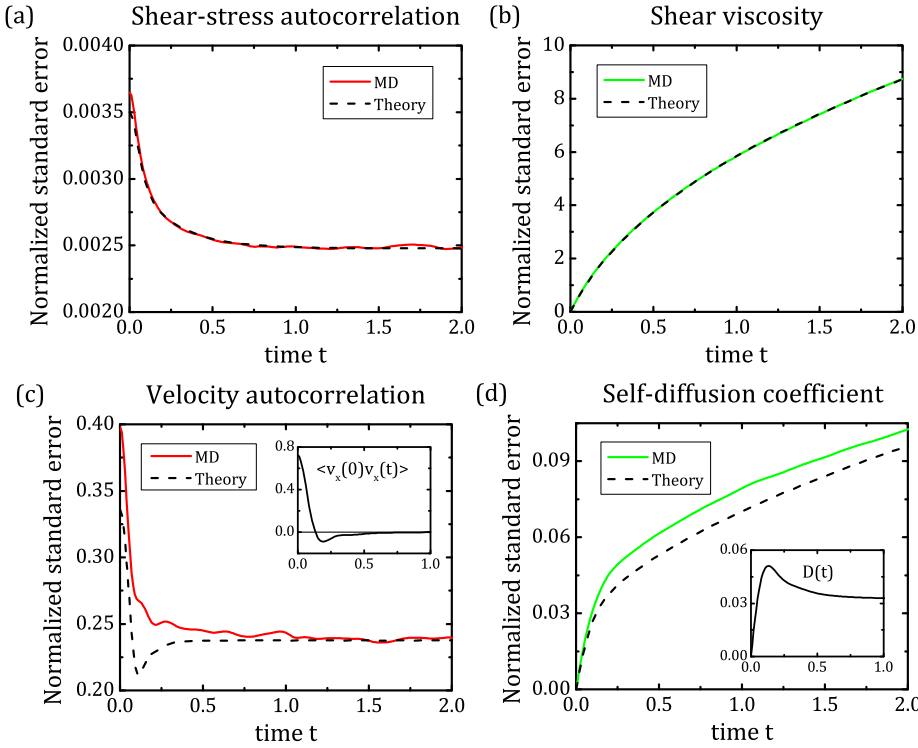 (a)
Shear-stress autocorrelation
Normalized standard error
0.0040
0.0035
0.0030
0.0025
0.0020
MD
Theory
0.0
0.5
1.0
1.5
2.0
time t
(b)
Shear viscosity
Normalized standard error
10
8
6
4
2
0
MD
Theory
0.0
0.5
1.0
1.5
2.0
time t
(c)
Velocity autocorrelation
Normalized standard error
0.40
0.35
0.30
0.25
0.20
MD
Theory
0.8
0.4
0.0
<v_x(0)v_x(t)>
0.0
0.5
1.0
0.0
0.5
1.0
1.5
2.0
time t
(d)
Self-diffusion coefficient
Normalized standard error
0.09
0.06
0.03
0.00
MD
Theory
0.06
0.03
0.00
D(t)
0.0
0.5
1.0
0.0
0.5
1.0
1.5
2.0
time t